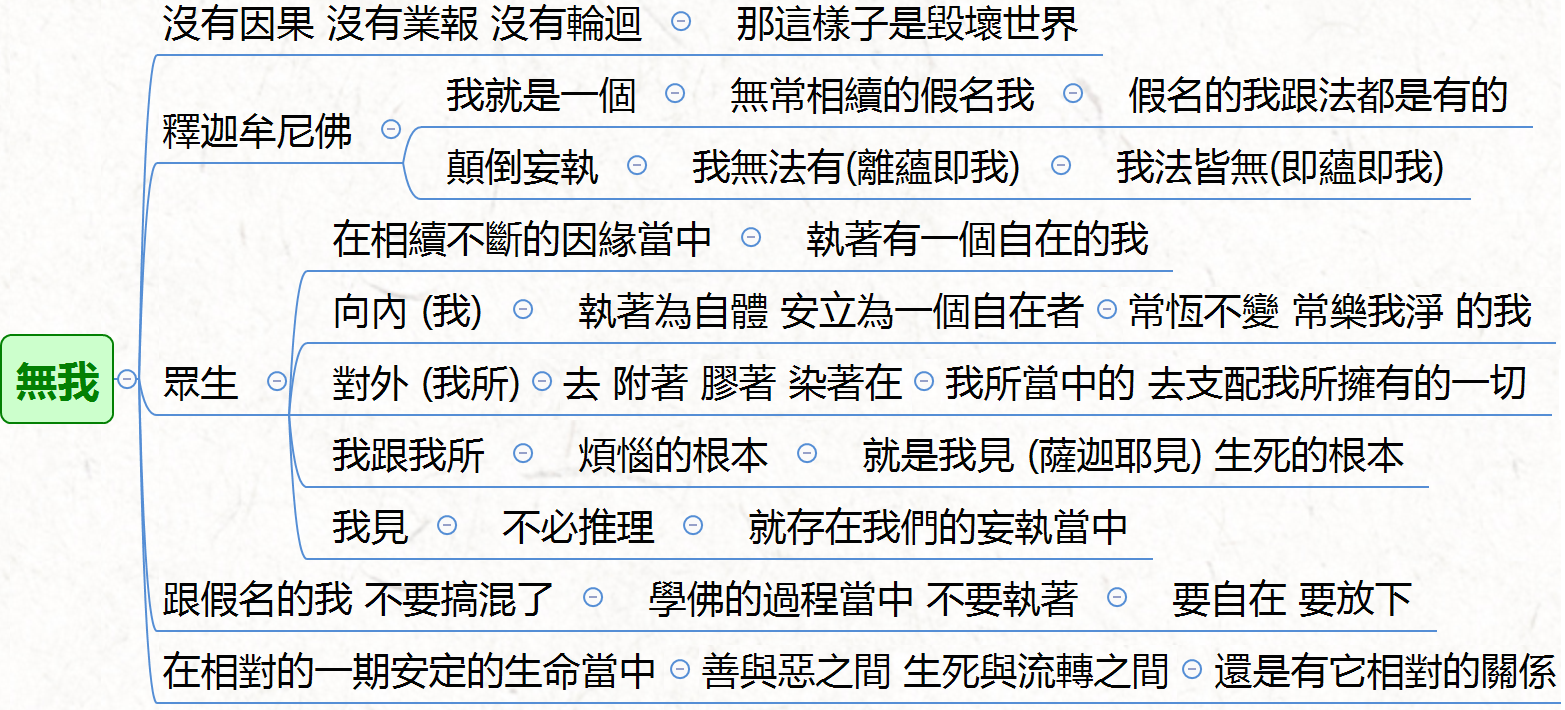 沒有因果 沒有業報 沒有輪迴 那這樣子是毀壞世界
我就是一個 無常相續的假名我 假名的我跟法都是有的
釋迦牟尼佛
顛倒妄執 我無法有(離蘊即我) 我法皆無(即蘊即我)
在相續不斷的因緣當中 執著有一個自在的我
向內 (我) 執著為自體 安立為一個自在者 常恆不變 常樂我淨 的我
無我
眾生
對外 (我所) 去 附著 膠著 染著在 我所當中的 去支配我所擁有的一切
我跟我所 煩惱的根本 就是我見 (薩迦耶見) 生死的根本
我見 不必推理 就存在我們的妄執當中
跟假名的我 不要搞混了 學佛的過程當中 不要執著 要自在 要放下
在相對的一期安定的生命當中 善與惡之間 生死與流轉之間 還是有它相對的關係